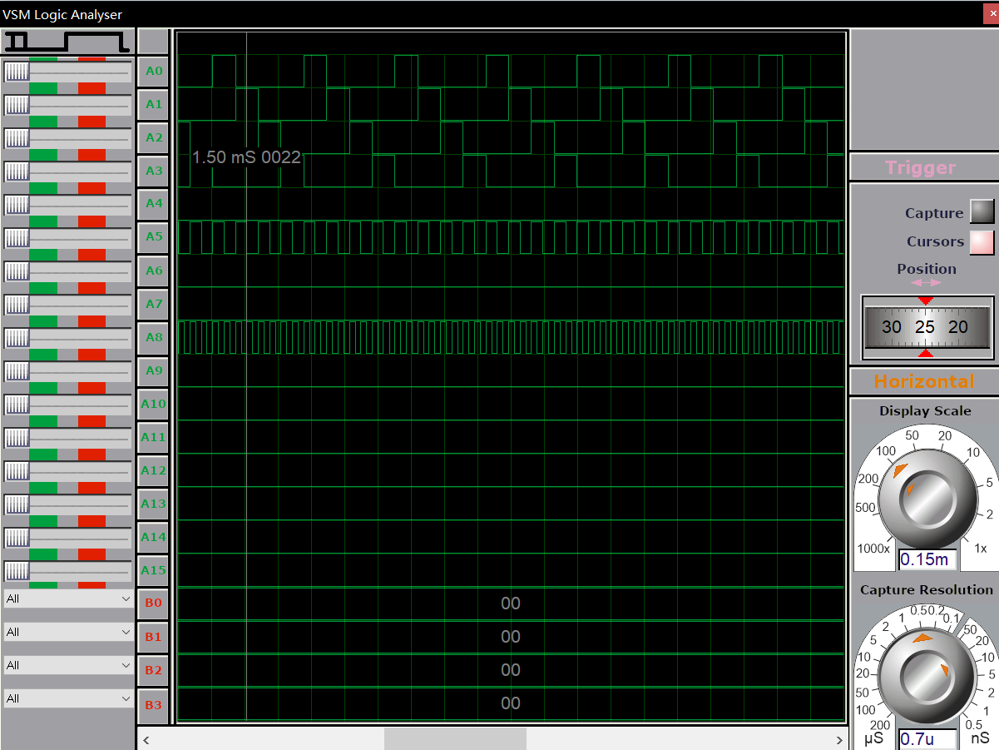 VSM Logic Analyser
×
A0
A1
A2
1.50 mS 0022
A3
A4
A5
A6
A7
A8
A9
A10
A11
A12
A13
A14
A15
All
B0
00
All
B1
00
All
B2
00
All
B3
00
Trigger
Capture
Cursors
Position
30 25 20
Horizontal
Display Scale
1000x 500 200 100 50 20 10 5 2 1x
0.15m
Capture Resolution
200 100 50 20 10 5 2 1 0.5 0.2 0.1 50 20 10 5 2 1 0.5
µS 0.7u nS